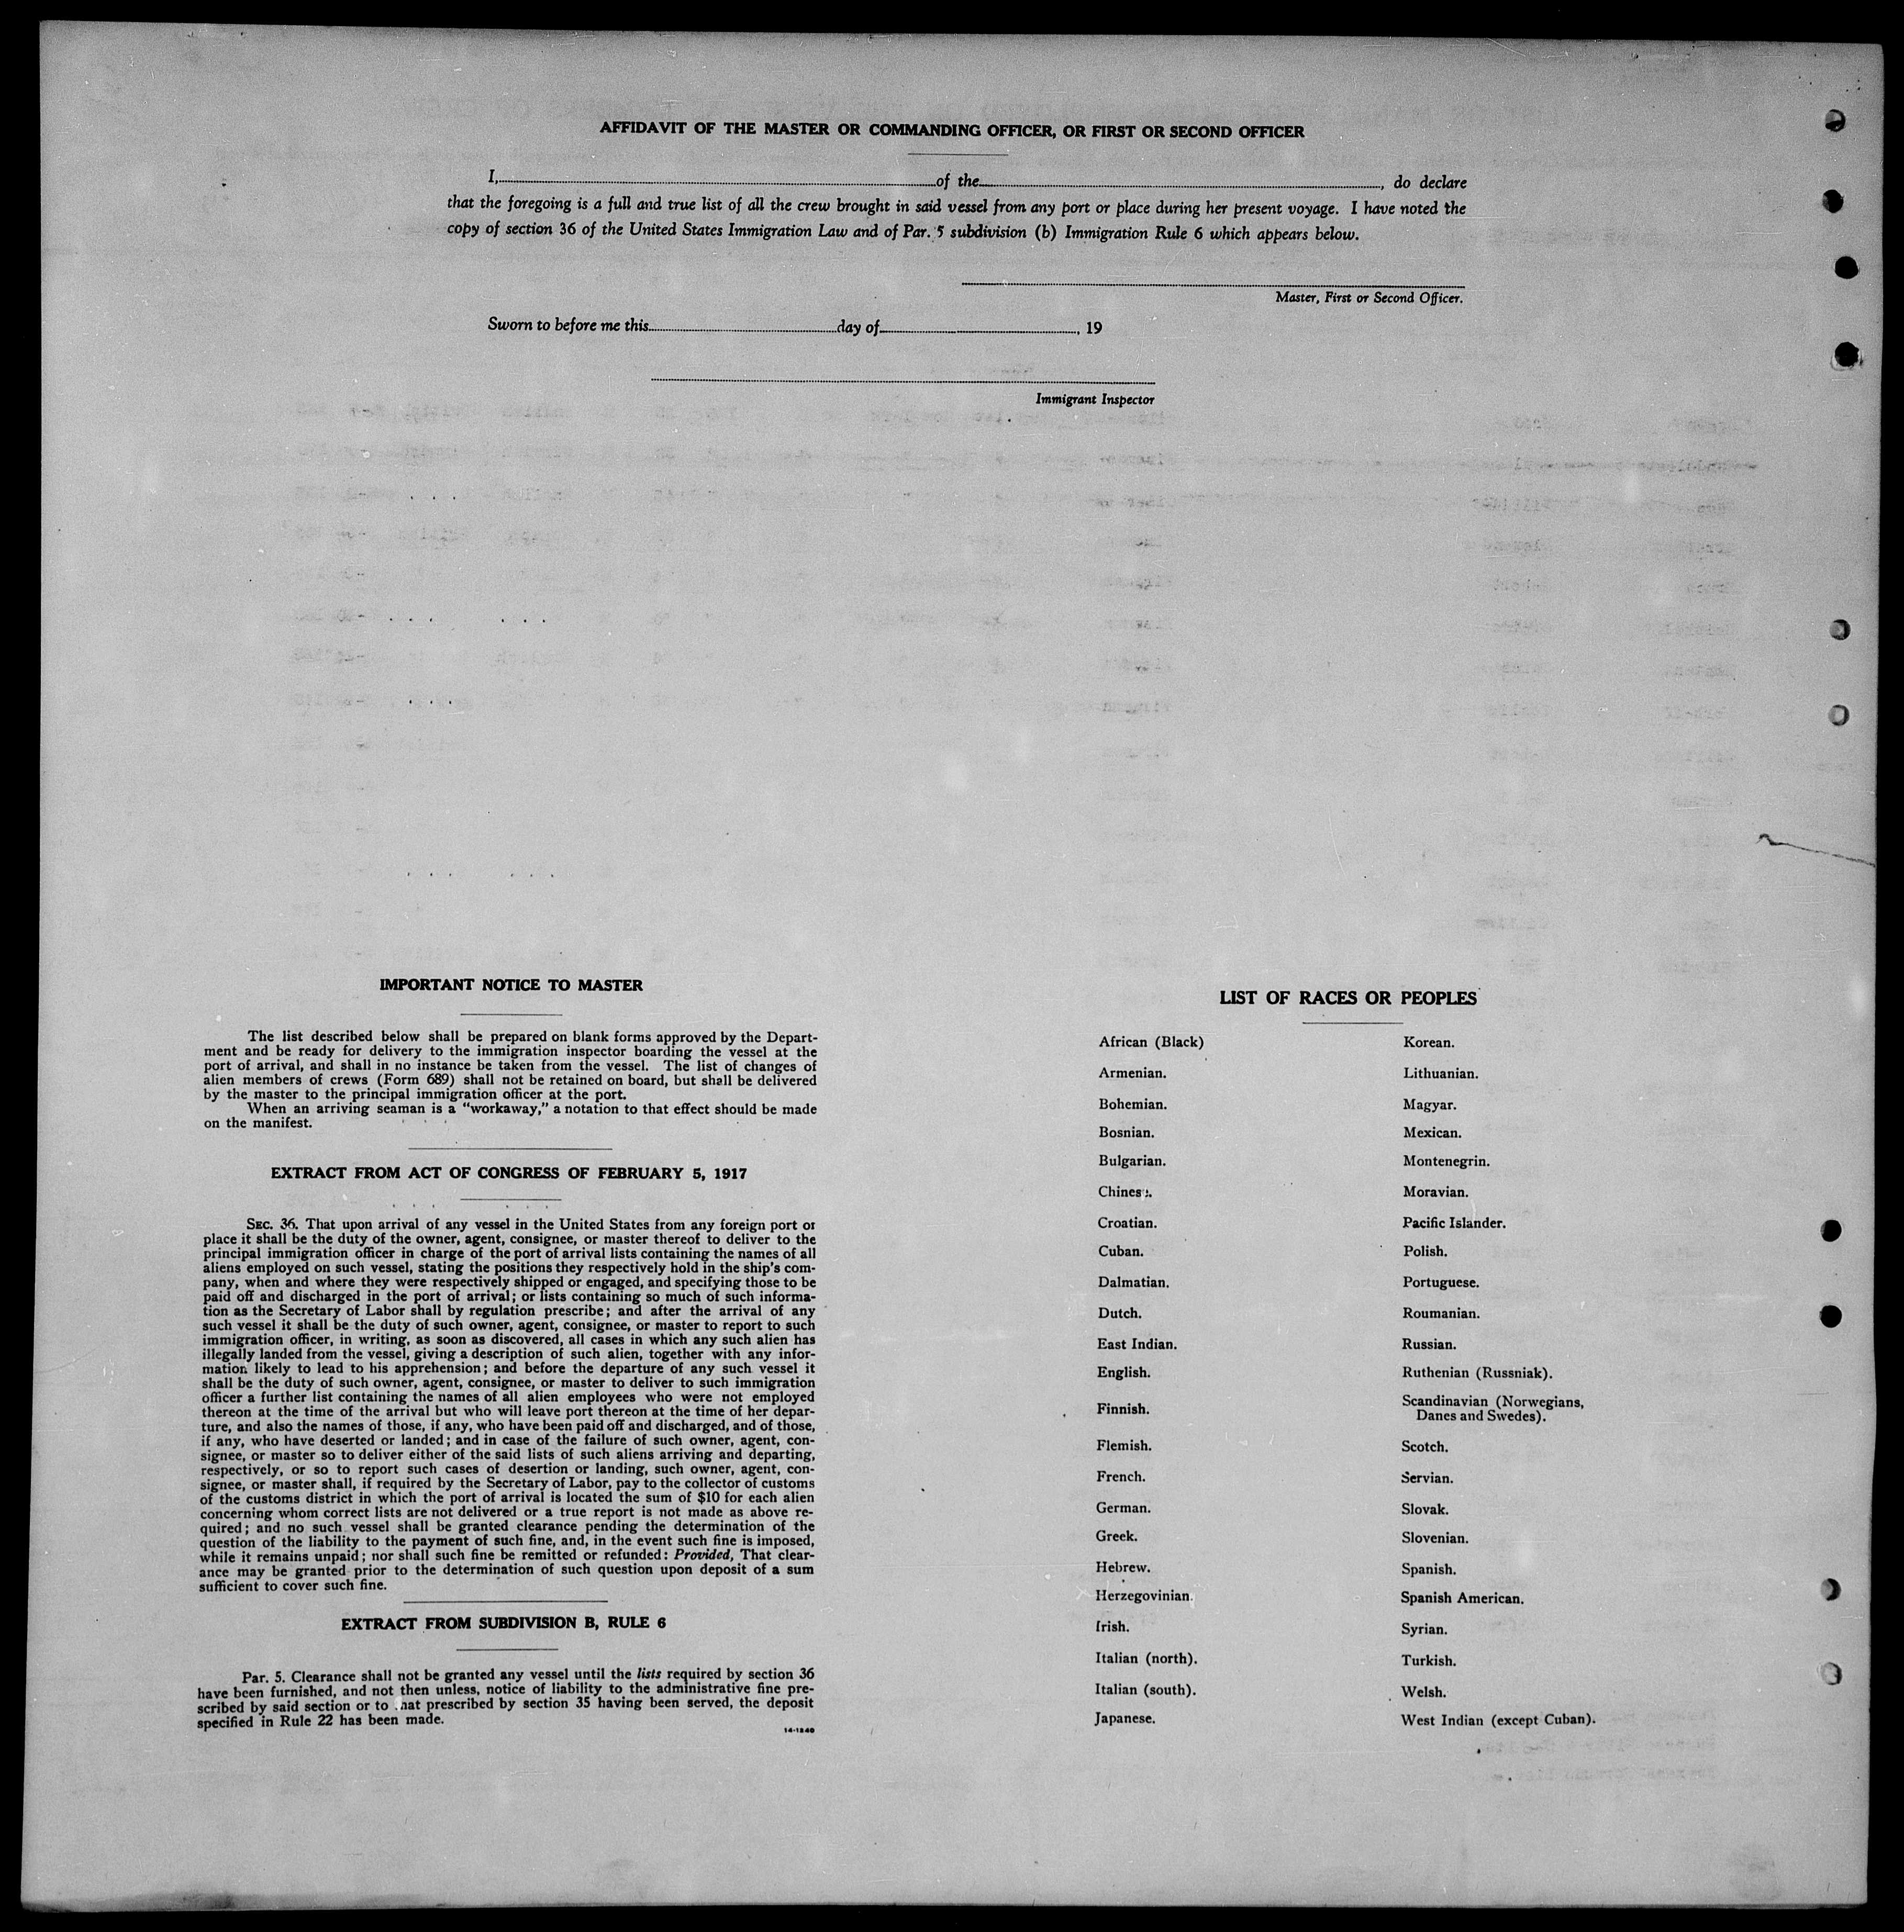 AFFIDAVIT OF THE MASTER OR COMMANDING OFFICER, OR FIRST OR SECOND OFFICER
I, of the , do declare
that the foregoing is a full and true list of all the crew brought in said vessel from any port or place during her present voyage. I have noted the
copy of section 36 of the United States Immigration Law and of Par. 5 subdivision (b) Immigration Rule 6 which appears below.
Master, First or Second Officer.
Sworn to before me this day of , 19
Immigrant Inspector
IMPORTANT NOTICE TO MASTER
The list described below shall be prepared on blank forms approved by the Depart-
ment and be ready for delivery to the immigration inspector boarding the vessel at the
port of arrival, and shall in no instance be taken from the vessel. The list of changes of
alien members of crews (Form 689) shall not be retained on board, but shall be delivered
by the master to the principal immigration officer at the port.
When an arriving seaman is a "workaway," a notation to that effect should be made
on the manifest.
EXTRACT FROM ACT OF CONGRESS OF FEBRUARY 5, 1917
SEC. 36. That upon arrival of any vessel in the United States from any foreign port or
place it shall be the duty of the owner, agent, consignee, or master thereof to deliver to the
principal immigration officer in charge of the port of arrival lists containing the names of all
aliens employed on such vessel, stating the positions they respectively hold in the ship's com-
pany, when and where they were respectively shipped or engaged, and specifying those to be
paid off and discharged in the port of arrival; or lists containing so much of such informa-
tion as the Secretary of Labor shall by regulation prescribe; and after the arrival of any
such vessel it shall be the duty of such owner, agent, consignee, or master to report to such
immigration officer, in writing, as soon as discovered, all cases in which any such alien has
illegally landed from the vessel, giving a description of such alien, together with any infor-
mation likely to lead to his apprehension; and before the departure of any such vessel it
shall be the duty of such owner, agent, consignee, or master to deliver to such immigration
officer a further list containing the names of all alien employees who were not employed
thereon at the time of the arrival but who will leave port thereon at the time of her depar-
ture, and also the names of those, if any, who have been paid off and discharged, and of those,
if any, who have deserted or landed; and in case of the failure of such owner, agent, con-
signee, or master so to deliver either of the said lists of such aliens arriving and departing,
respectively, or so to report such cases of desertion or landing, such owner, agent, con-
signee, or master shall, if required by the Secretary of Labor, pay to the collector of customs
of the customs district in which the port of arrival is located the sum of $10 for each alien
concerning whom correct lists are not delivered or a true report is not made as above re-
quired; and no such vessel shall be granted clearance pending the determination of the
question of the liability to the payment of such fine, and, in the event such fine is imposed,
while it remains unpaid; nor shall such fine be remitted or refunded: Provided, That clear-
ance may be granted prior to the determination of such question upon deposit of a sum
sufficient to cover such fine.
EXTRACT FROM SUBDIVISION B, RULE 6
Par. 5. Clearance shall not be granted any vessel until the lists required by section 36
have been furnished, and not then unless, notice of liability to the administrative fine pre-
scribed by said section or to that prescribed by section 35 having been served, the deposit
specified in Rule 22 has been made.
14-1240
LIST OF RACES OR PEOPLES
African (Black)
Armenian.
Bohemian.
Bosnian.
Bulgarian.
Chinese.
Croatian.
Cuban.
Dalmatian.
Dutch.
East Indian.
English.
Finnish.
Flemish.
French.
German.
Greek.
Hebrew.
Herzegovinian.
Irish.
Italian (north).
Italian (south).
Japanese.
Korean.
Lithuanian.
Magyar.
Mexican.
Montenegrin.
Moravian.
Pacific Islander.
Polish.
Portuguese.
Roumanian.
Russian.
Ruthenian (Russniak).
Scandinavian (Norwegians,
Danes and Swedes).
Scotch.
Servian.
Slovak.
Slovenian.
Spanish.
Spanish American.
Syrian.
Turkish.
Welsh.
West Indian (except Cuban).